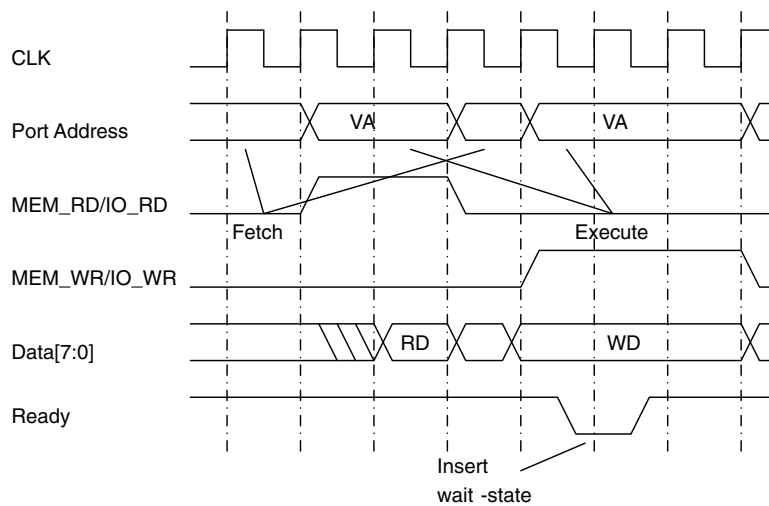 CLK
Port Address
VA
VA
MEM_RD/IO_RD
Fetch
Execute
MEM_WR/IO_WR
Data[7:0]
RD
WD
Ready
Insert
wait -state